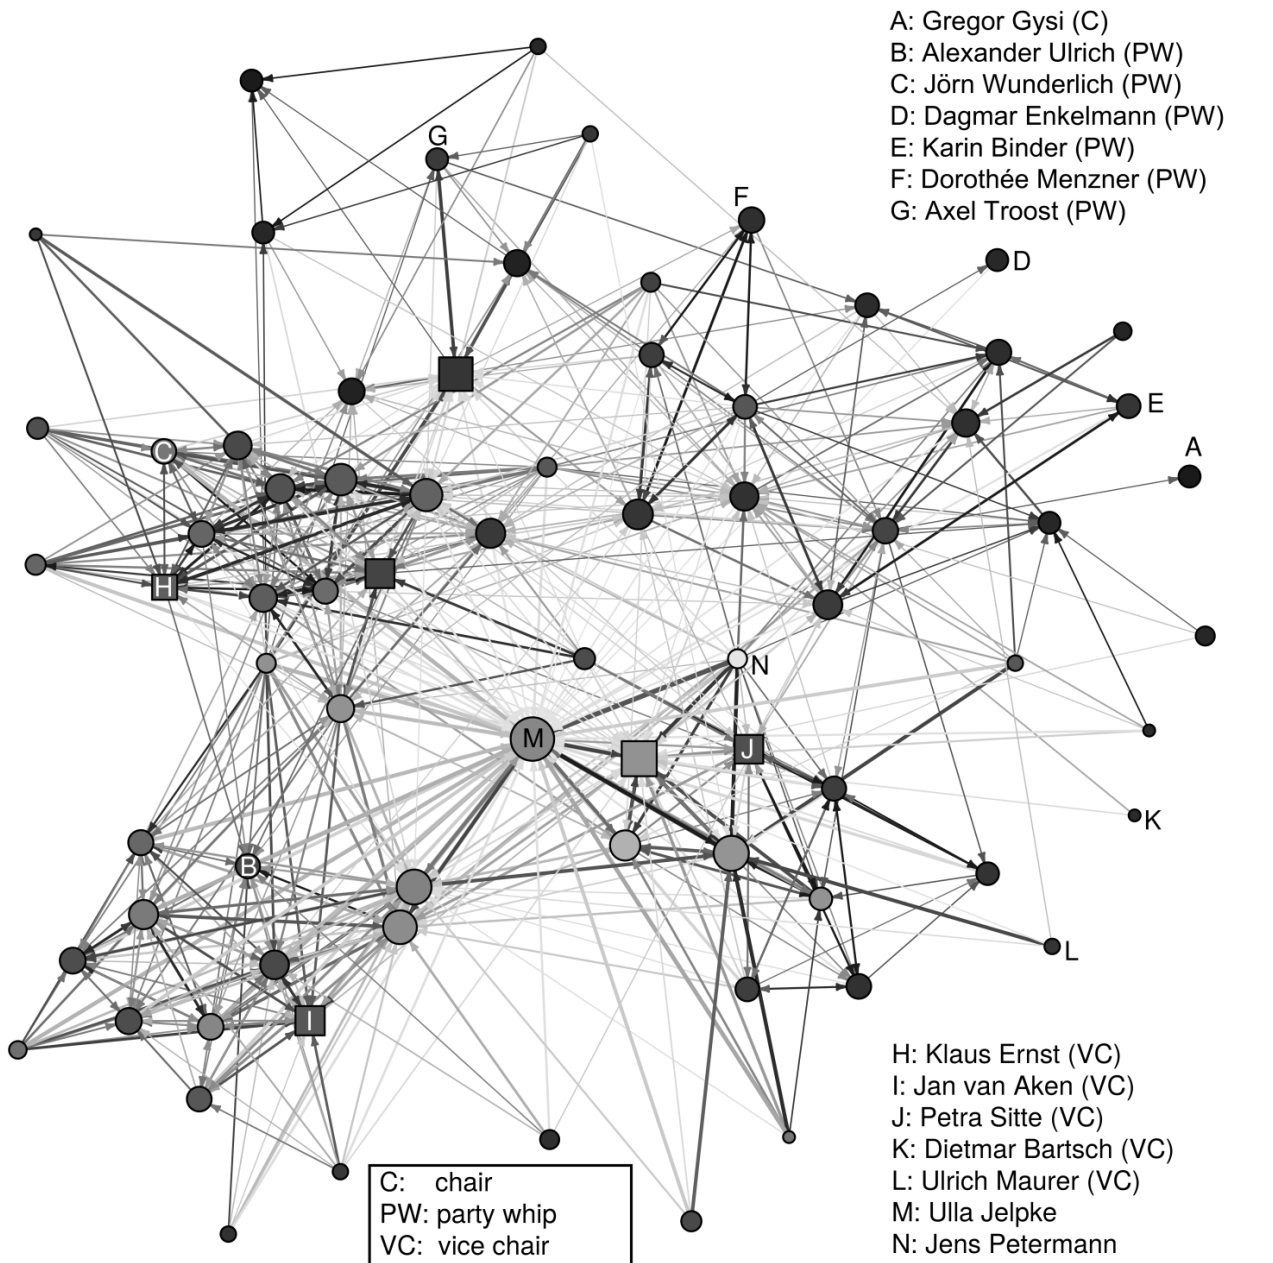 A: Gregor Gysi (C)
B: Alexander Ulrich (PW)
C: Jörn Wunderlich (PW)
D: Dagmar Enkelmann (PW)
E: Karin Binder (PW)
F: Dorothée Menzner (PW)
G: Axel Troost (PW)
G
F
D
E
A
C
H
N
M
J
K
B
L
I
H: Klaus Ernst (VC)
I: Jan van Aken (VC)
J: Petra Sitte (VC)
K: Dietmar Bartsch (VC)
L: Ulrich Maurer (VC)
M: Ulla Jelpke
N: Jens Petermann
C: chair
PW: party whip
VC: vice chair